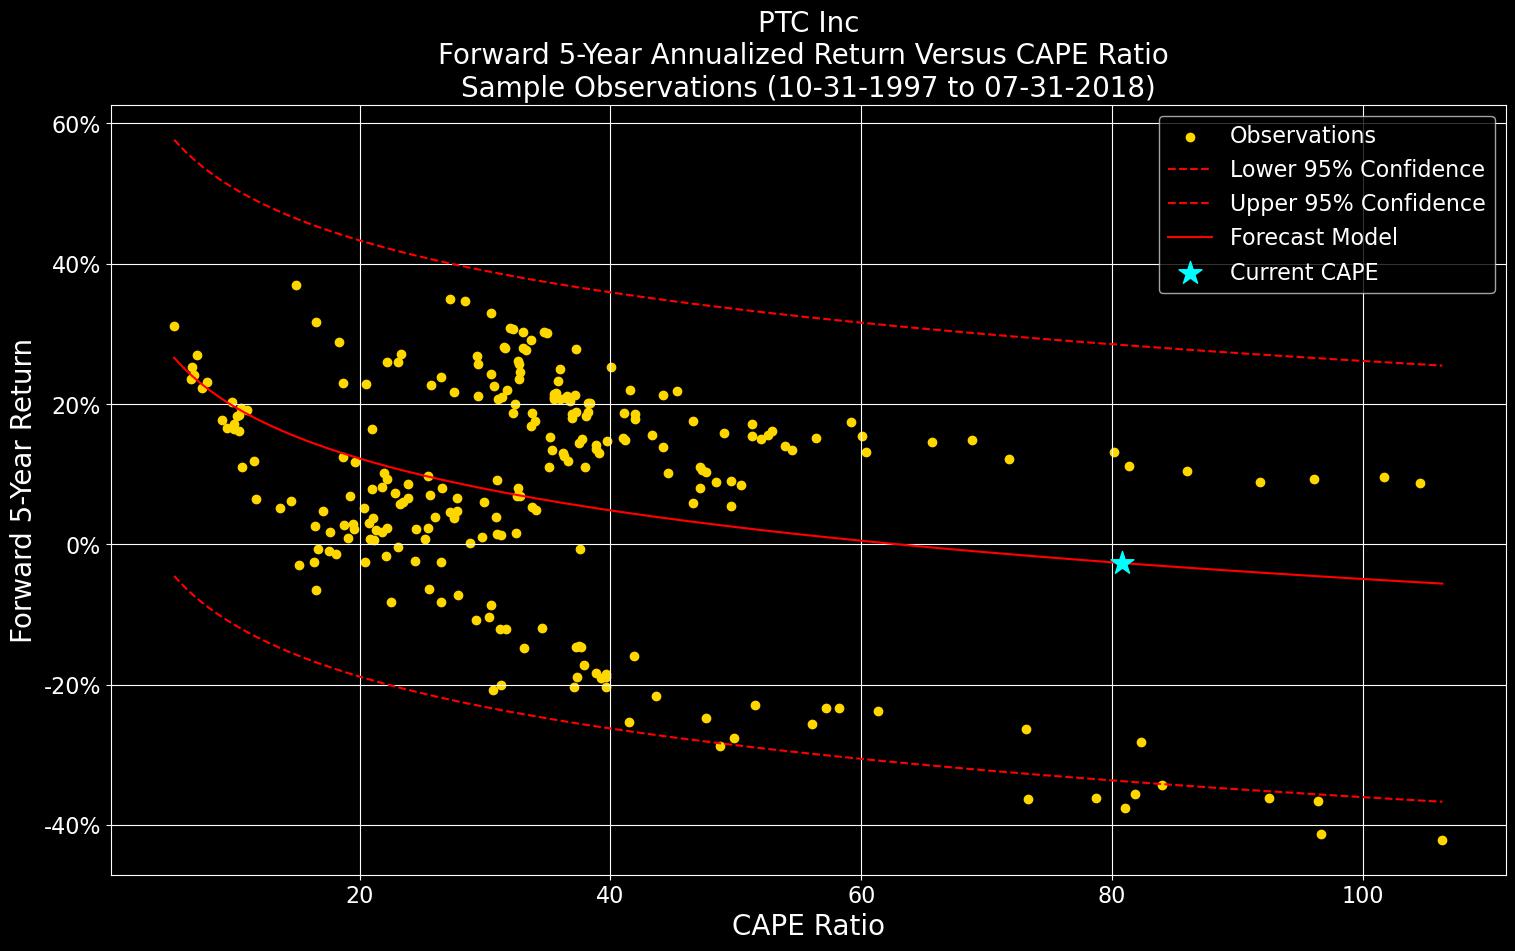 PTC Inc
Forward 5-Year Annualized Return Versus CAPE Ratio
Sample Observations (10-31-1997 to 07-31-2018)
Observations
Lower 95% Confidence
Upper 95% Confidence
Forecast Model
Current CAPE
Forward 5-Year Return
60%
40%
20%
0%
-20%
-40%
20 40 60 80 100
CAPE Ratio